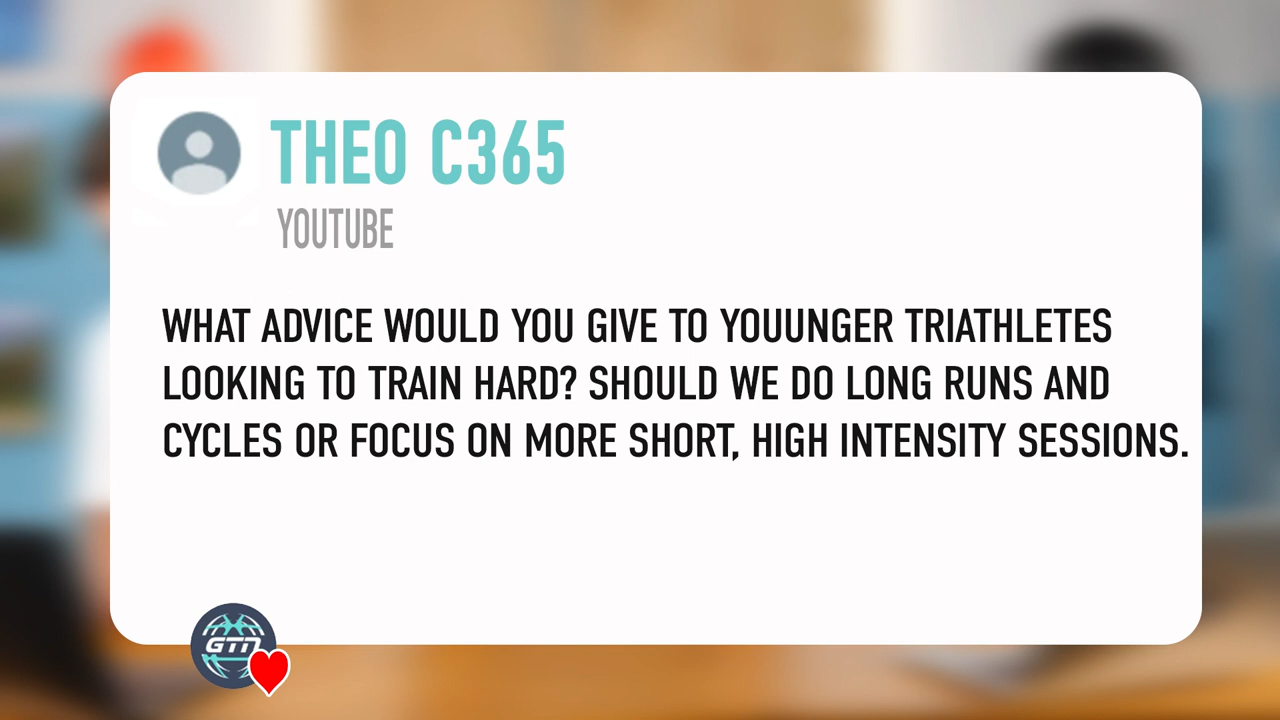 THEO C365
YOUTUBE
WHAT ADVICE WOULD YOU GIVE TO YOUUNGER TRIATHLETES
LOOKING TO TRAIN HARD? SHOULD WE DO LONG RUNS AND
CYCLES OR FOCUS ON MORE SHORT, HIGH INTENSITY SESSIONS.
GTN